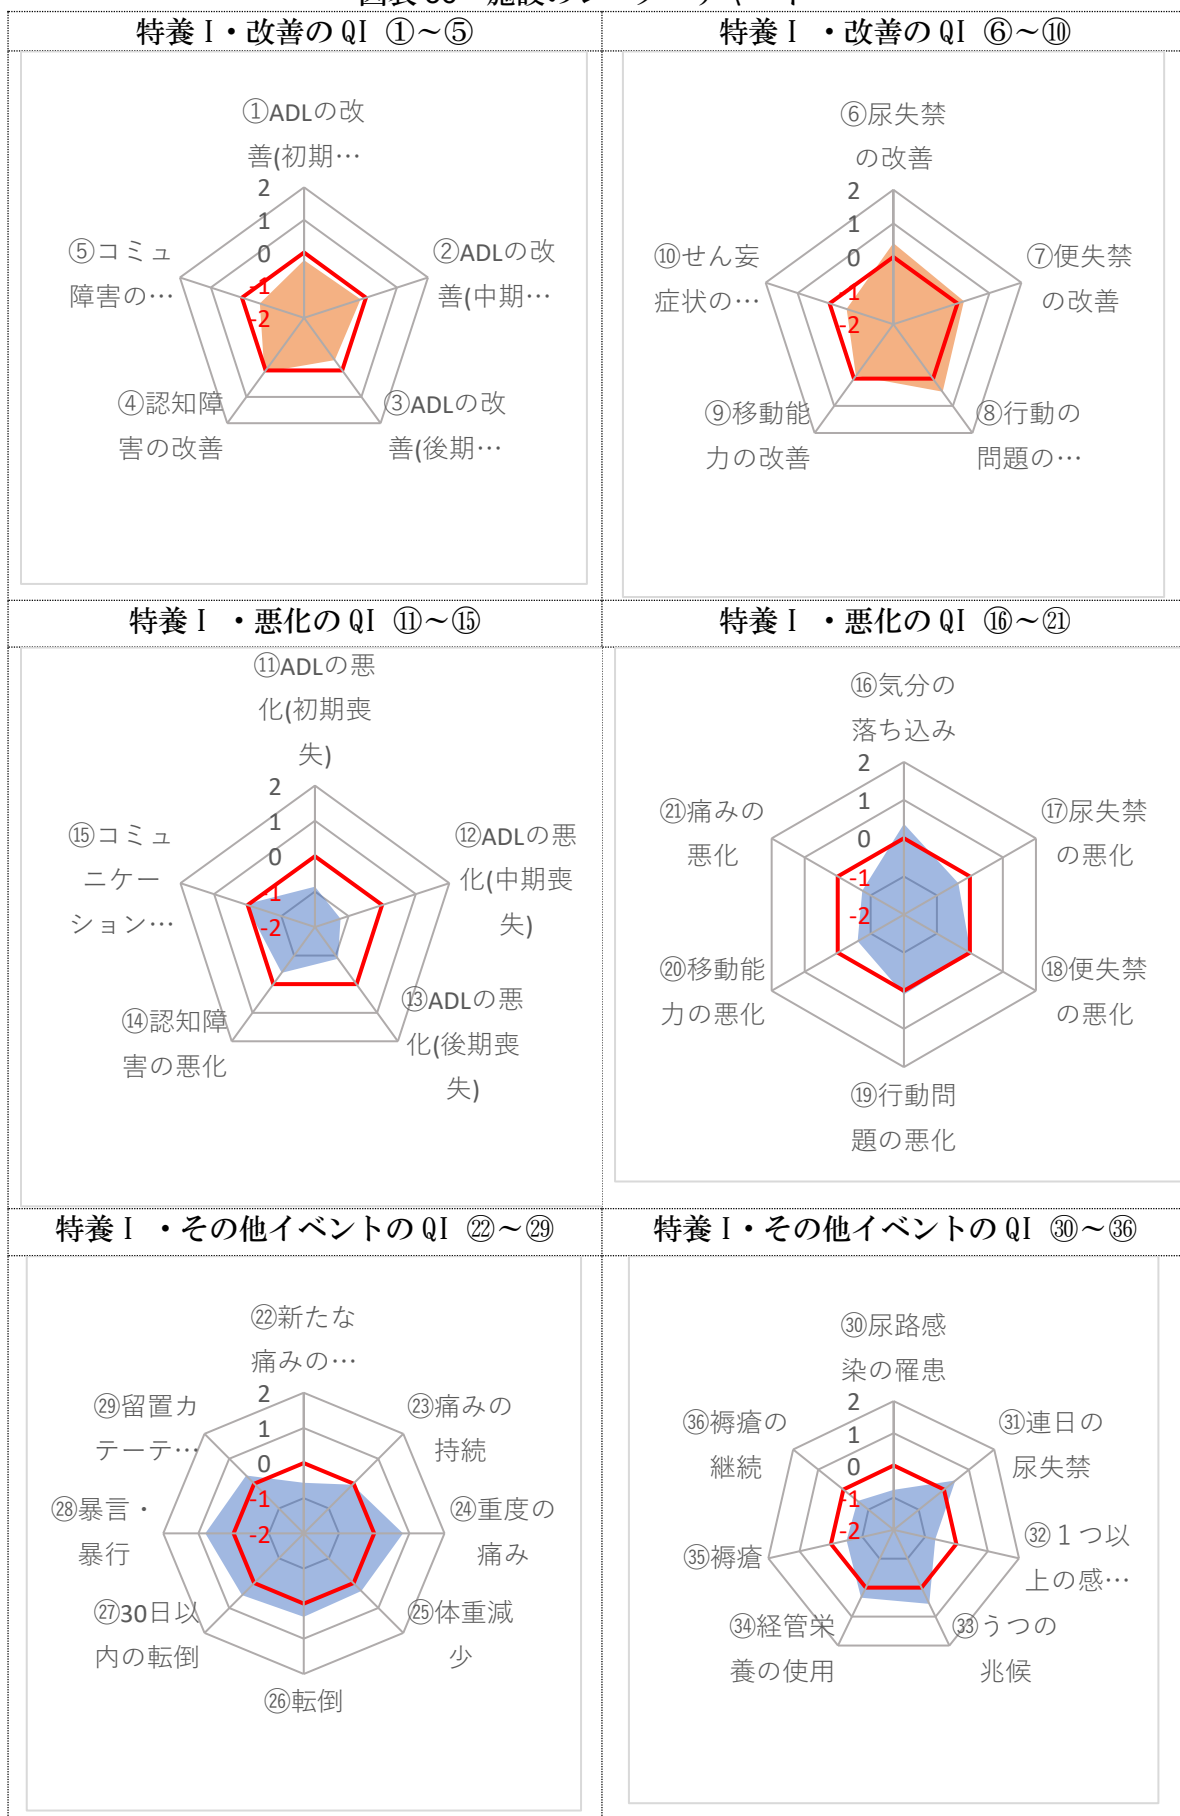 特養Ⅰ・改善の QI ①～⑤
①ADLの改
善(初期…
2
1
0
-1
-2
②ADLの改
善(中期…
③ADLの改
善(後期…
④認知障
害の改善
⑤コミュ
障害の…
特養Ⅰ ・改善の QI ⑥～⑩
⑥尿失禁
の改善
2
1
0
-1
-2
⑦便失禁
の改善
⑧行動の
問題の…
⑨移動能
力の改善
⑩せん妄
症状の…
特養Ⅰ ・悪化の QI ⑪～⑮
⑪ADLの悪
化(初期喪
失)
2
1
0
-1
-2
⑫ADLの悪
化(中期喪
失)
⑬ADLの悪
化(後期喪
失)
⑭認知障
害の悪化
⑮コミュ
ニケー
ション…
特養Ⅰ ・悪化の QI ⑯～㉑
⑯気分の
落ち込み
2
1
0
-1
-2
⑰尿失禁
の悪化
⑱便失禁
の悪化
⑲行動問
題の悪化
⑳移動能
力の悪化
㉑痛みの
悪化
特養Ⅰ ・その他イベントの QI ㉒～㉙
㉒新たな
痛みの…
2
1
0
-1
-2
㉓痛みの
持続
㉔重度の
痛み
㉕体重減
少
㉖転倒
㉗30日以
内の転倒
㉘暴言・
暴行
㉙留置カ
テーテ…
特養Ⅰ・その他イベントの QI ㉚～㊱
㉚尿路感
染の罹患
2
1
0
-1
-2
㉛連日の
尿失禁
㉜１つ以
上の感…
㉝うつの
兆候
㉞経管栄
養の使用
㉟褥瘡
㊱褥瘡の
継続